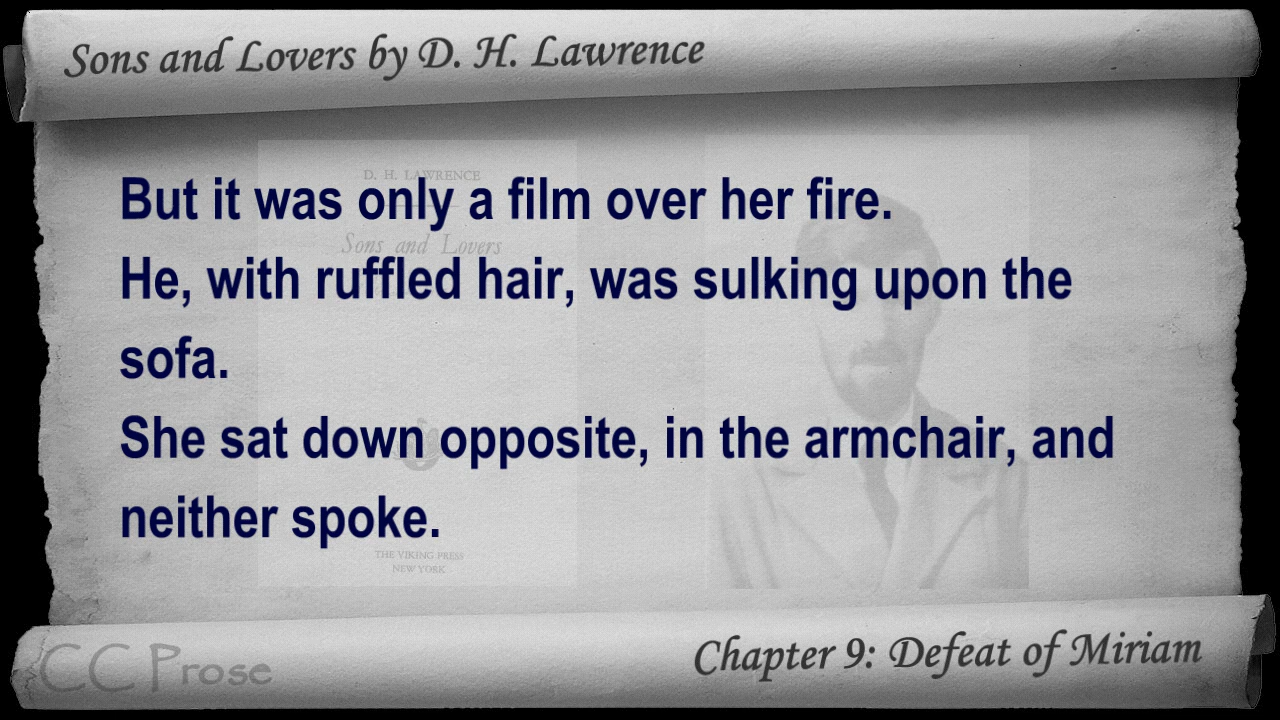 Sons and Lovers by D. H. Lawrence
D. H. LAWRENCE
But it was only a film over her fire.
Sons and Lovers
He, with ruffled hair, was sulking upon the
sofa.
She sat down opposite, in the armchair, and
neither spoke.
THE VIKING PRESS
NEW YORK
Chapter 9: Defeat of Miriam
CC Prose